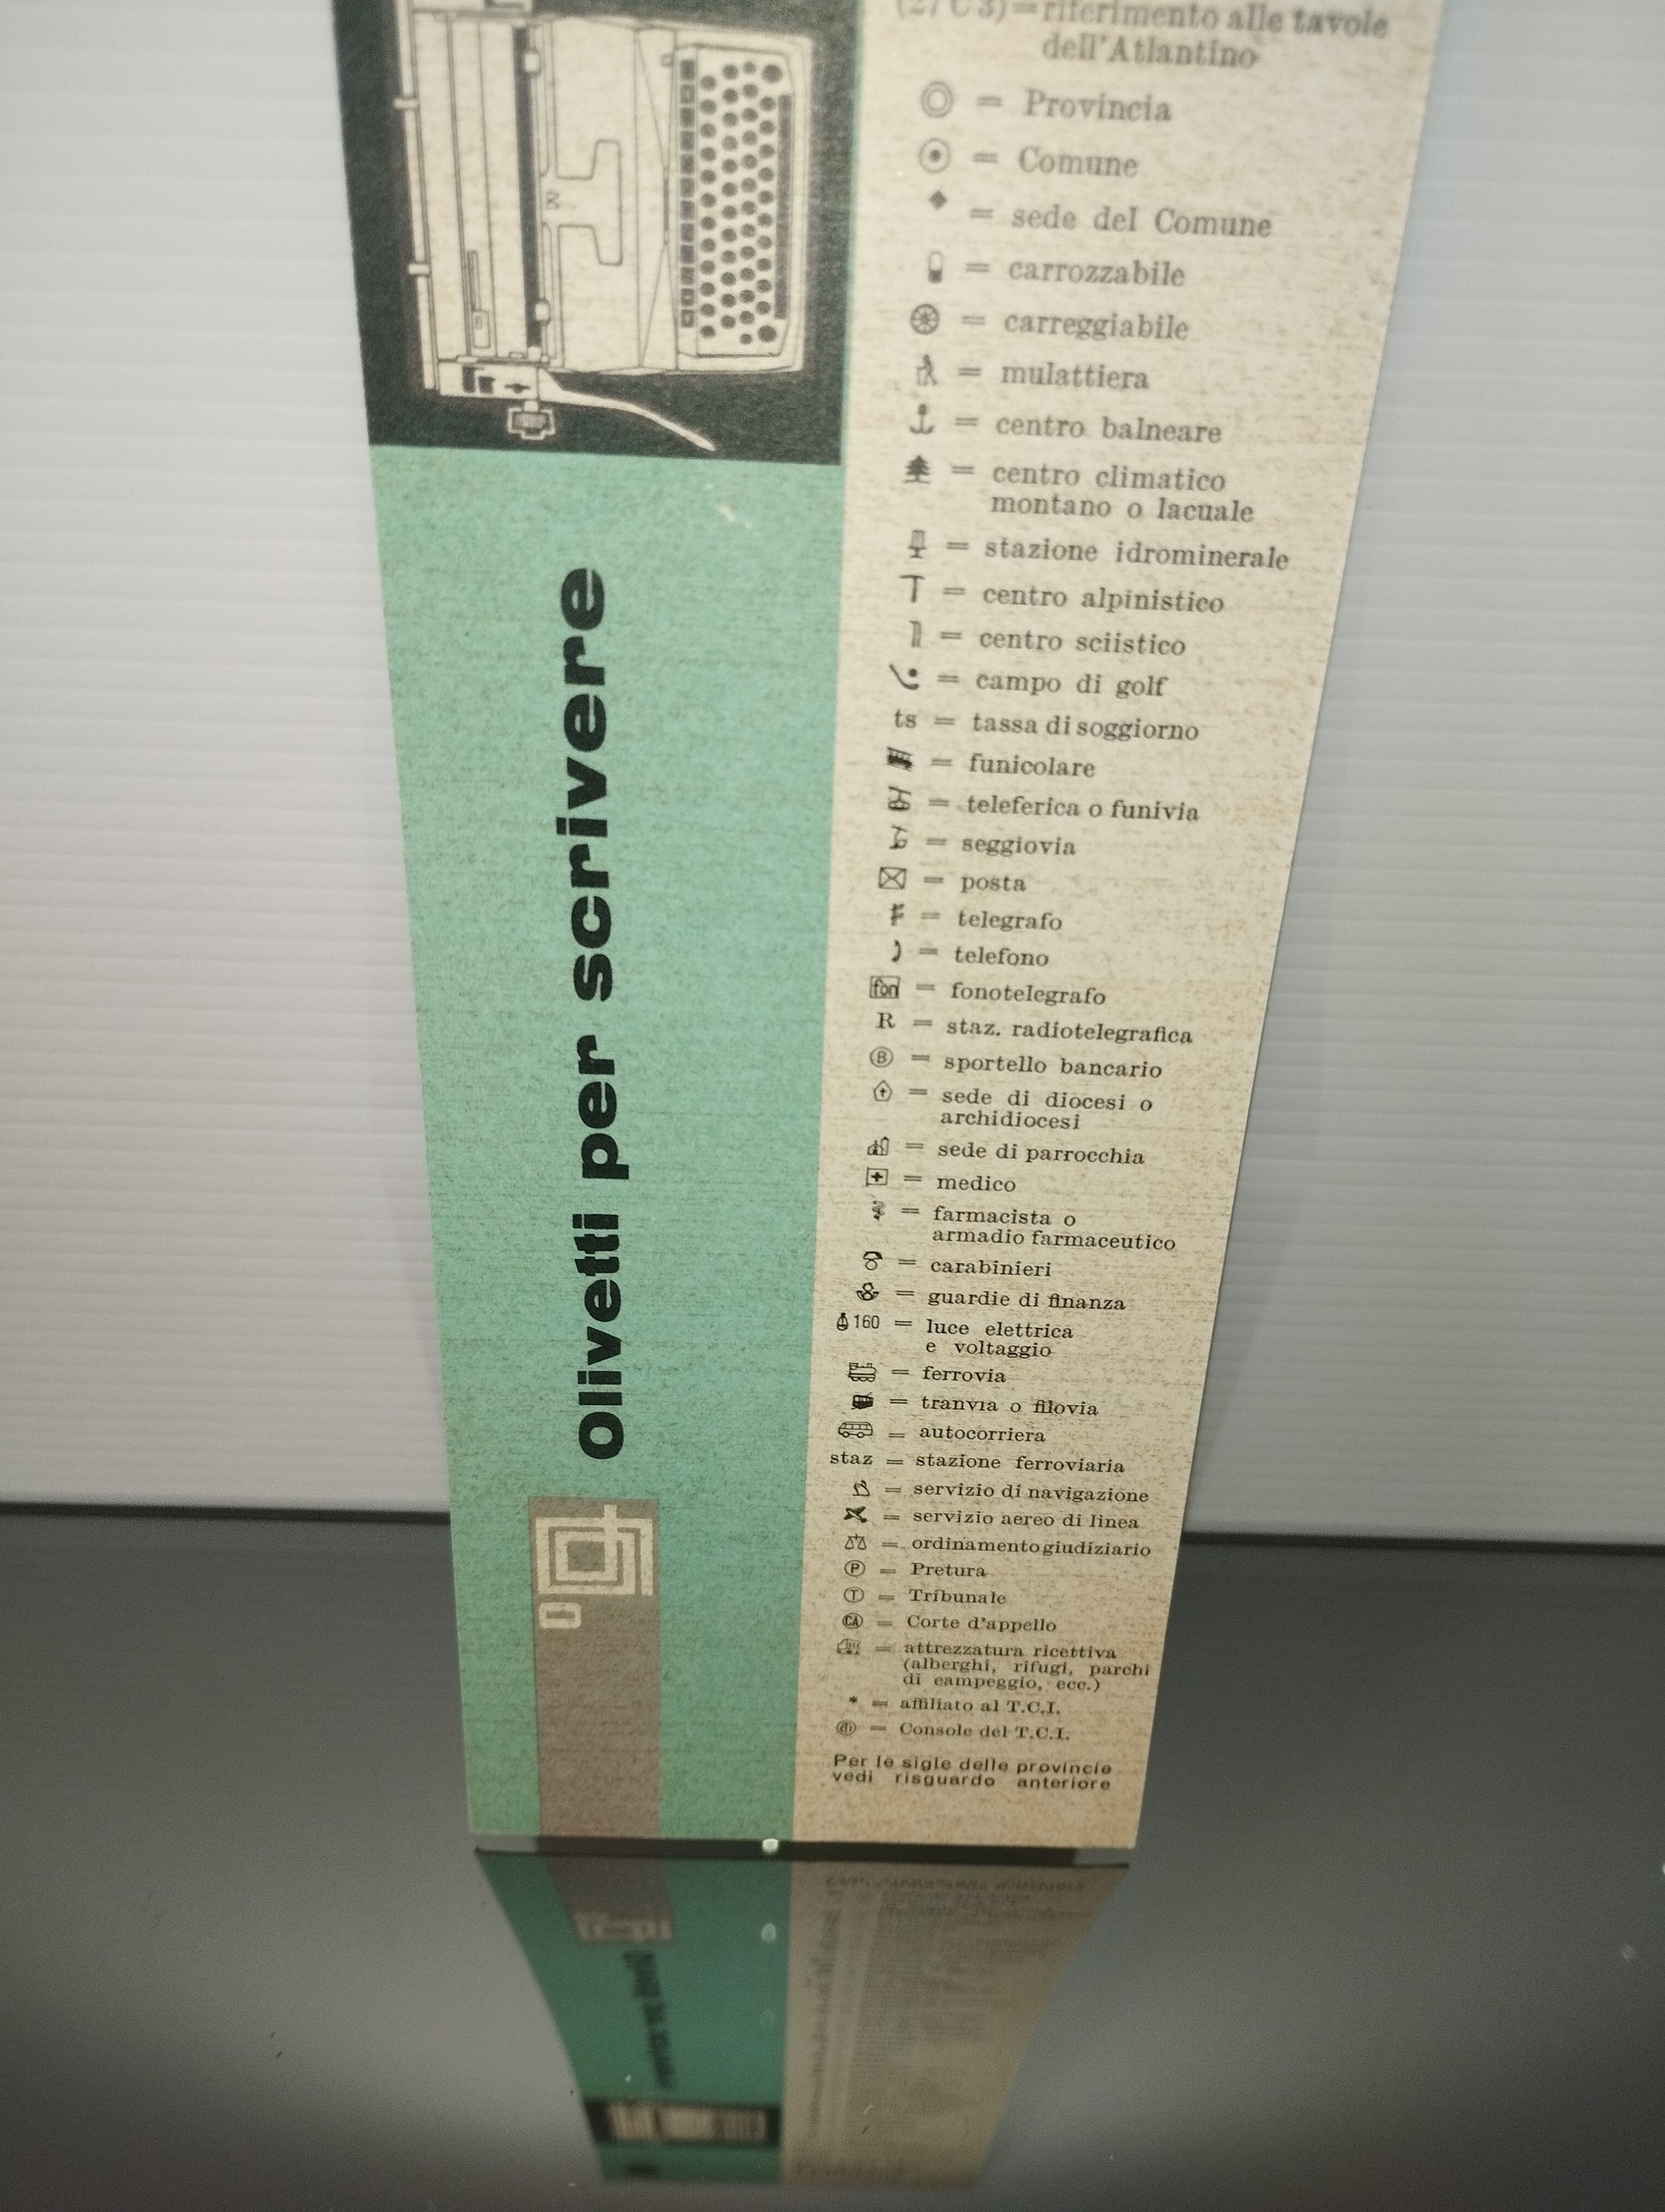 Olivetti per scrivere
(27 C 3) = riferimento alle tavole
dell'Atlantino
= Provincia
= Comune
= sede del Comune
= carrozzabile
= carreggiabile
= mulattiera
= centro balneare
= centro climatico
montano o lacuale
= stazione idrominerale
= centro alpinistico
= centro sciistico
= campo di golf
ts = tassa di soggiorno
= funicolare
= teleferica o funivia
= seggiovia
= posta
= telegrafo
= telefono
fon = fonotelegrafo
R = staz. radiotelegrafica
B = sportello bancario
= sede di diocesi o
archidiocesi
= sede di parrocchia
= medico
= farmacista o
armadio farmaceutico
= carabinieri
= guardie di finanza
160 = luce elettrica
e voltaggio
= ferrovia
= tranvia o filovia
= autocorriera
staz = stazione ferroviaria
= servizio di navigazione
= servizio aereo di linea
= ordinamento giudiziario
P = Pretura
T = Tribunale
CA = Corte d'appello
= attrezzatura ricettiva
(alberghi, rifugi, parchi
di campeggio, ecc.)
* = affiliato al T.C.I.
= Console del T.C.I.
Per le sigle delle provincie
vedi risguardo anteriore